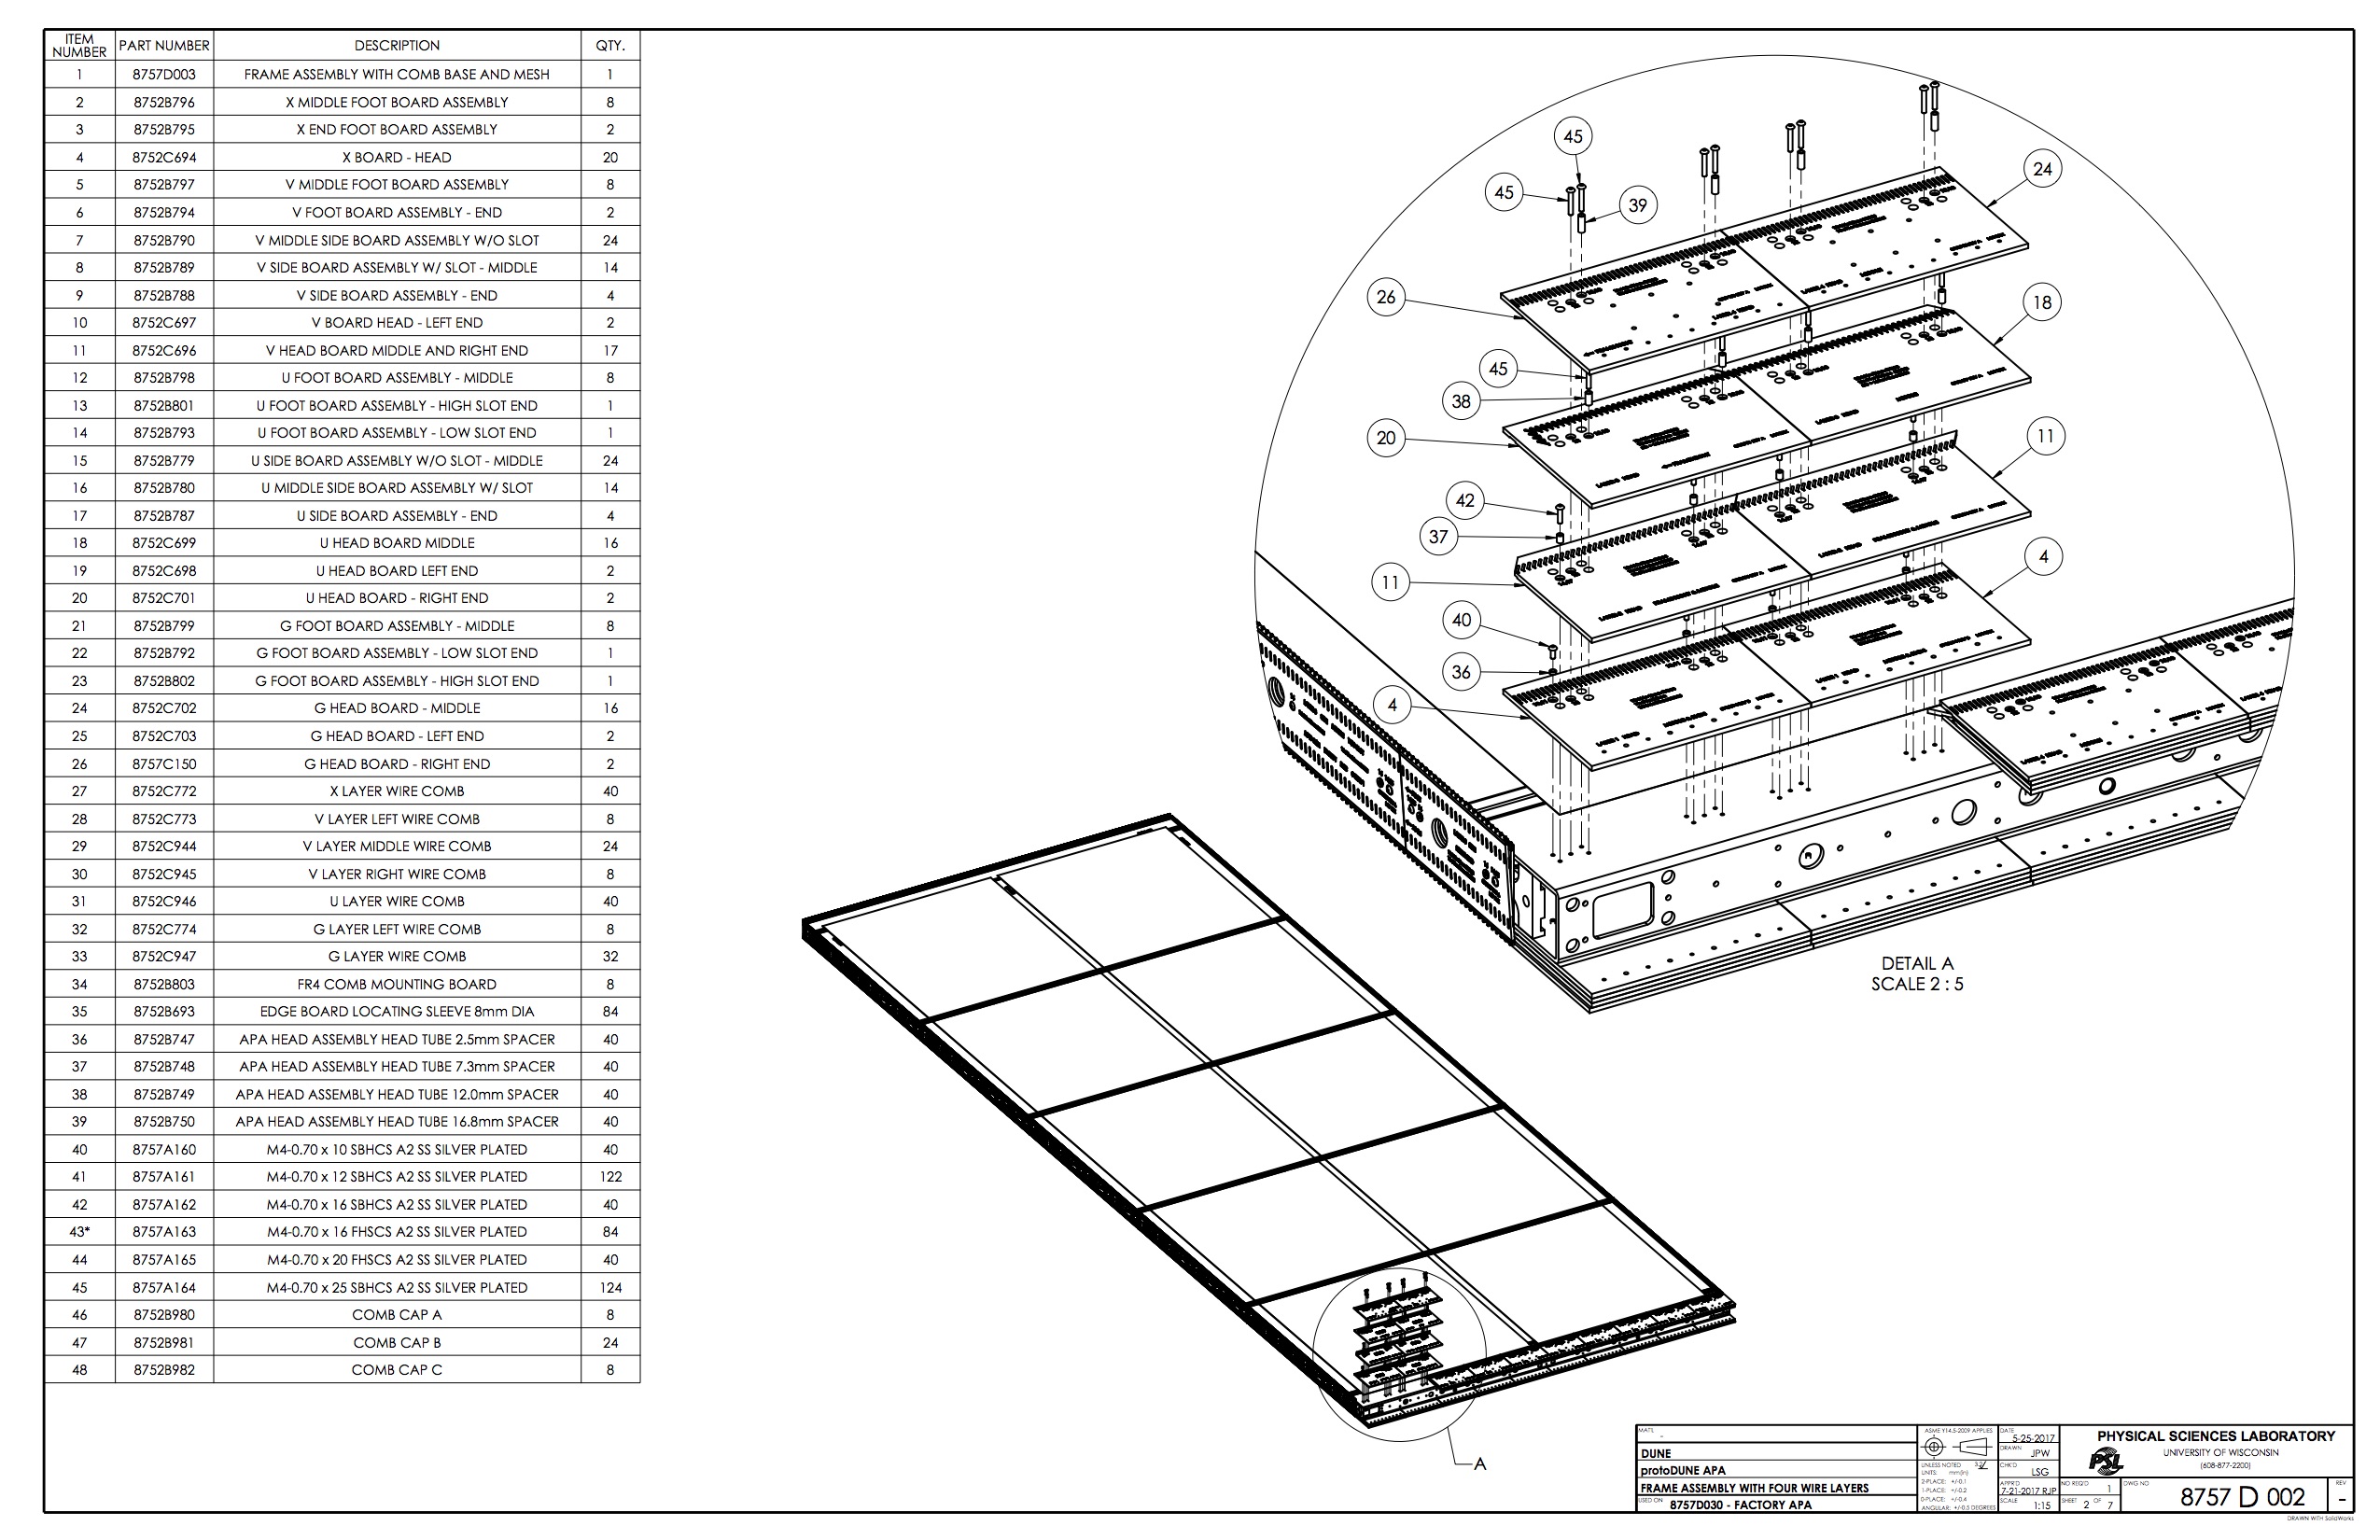 ITEM NUMBER PART NUMBER DESCRIPTION QTY.
1 8757D003 FRAME ASSEMBLY WITH COMB BASE AND MESH 1
2 8752B796 X MIDDLE FOOT BOARD ASSEMBLY 8
3 8752B795 X END FOOT BOARD ASSEMBLY 2
4 8752C694 X BOARD - HEAD 20
5 8752B797 V MIDDLE FOOT BOARD ASSEMBLY 8
6 8752B794 V FOOT BOARD ASSEMBLY - END 2
7 8752B790 V MIDDLE SIDE BOARD ASSEMBLY W/O SLOT 24
8 8752B789 V SIDE BOARD ASSEMBLY W/ SLOT - MIDDLE 14
9 8752B788 V SIDE BOARD ASSEMBLY - END 4
10 8752C697 V BOARD HEAD - LEFT END 2
11 8752C696 V HEAD BOARD MIDDLE AND RIGHT END 17
12 8752B798 U FOOT BOARD ASSEMBLY - MIDDLE 8
13 8752B801 U FOOT BOARD ASSEMBLY - HIGH SLOT END 1
14 8752B793 U FOOT BOARD ASSEMBLY - LOW SLOT END 1
15 8752B779 U SIDE BOARD ASSEMBLY W/O SLOT - MIDDLE 24
16 8752B780 U MIDDLE SIDE BOARD ASSEMBLY W/ SLOT 14
17 8752B787 U SIDE BOARD ASSEMBLY - END 4
18 8752C699 U HEAD BOARD MIDDLE 16
19 8752C698 U HEAD BOARD LEFT END 2
20 8752C701 U HEAD BOARD - RIGHT END 2
21 8752B799 G FOOT BOARD ASSEMBLY - MIDDLE 8
22 8752B792 G FOOT BOARD ASSEMBLY - LOW SLOT END 1
23 8752B802 G FOOT BOARD ASSEMBLY - HIGH SLOT END 1
24 8752C702 G HEAD BOARD - MIDDLE 16
25 8752C703 G HEAD BOARD - LEFT END 2
26 8757C150 G HEAD BOARD - RIGHT END 2
27 8752C772 X LAYER WIRE COMB 40
28 8752C773 V LAYER LEFT WIRE COMB 8
29 8752C944 V LAYER MIDDLE WIRE COMB 24
30 8752C945 V LAYER RIGHT WIRE COMB 8
31 8752C946 U LAYER WIRE COMB 40
32 8752C774 G LAYER LEFT WIRE COMB 8
33 8752C947 G LAYER WIRE COMB 32
34 8752B803 FR4 COMB MOUNTING BOARD 8
35 8752B693 EDGE BOARD LOCATING SLEEVE 8mm DIA 84
36 8752B747 APA HEAD ASSEMBLY HEAD TUBE 2.5mm SPACER 40
37 8752B748 APA HEAD ASSEMBLY HEAD TUBE 7.3mm SPACER 40
38 8752B749 APA HEAD ASSEMBLY HEAD TUBE 12.0mm SPACER 40
39 8752B750 APA HEAD ASSEMBLY HEAD TUBE 16.8mm SPACER 40
40 8757A160 M4-0.70 x 10 SBHCS A2 SS SILVER PLATED 40
41 8757A161 M4-0.70 x 12 SBHCS A2 SS SILVER PLATED 122
42 8757A162 M4-0.70 x 16 SBHCS A2 SS SILVER PLATED 40
43* 8757A163 M4-0.70 x 16 FHSCS A2 SS SILVER PLATED 84
44 8757A165 M4-0.70 x 20 FHSCS A2 SS SILVER PLATED 40
45 8757A164 M4-0.70 x 25 SBHCS A2 SS SILVER PLATED 124
46 8752B980 COMB CAP A 8
47 8752B981 COMB CAP B 24
48 8752B982 COMB CAP C 8
45
45
39
24
26
18
45
38
20
11
42
37
11
4
40
36
4
DETAIL A
SCALE 2 : 5
A
MAT'L
-
DUNE
protoDUNE APA
FRAME ASSEMBLY WITH FOUR WIRE LAYERS
USED ON 8757D030 - FACTORY APA
ASME Y14.5-2009 APPLIES
UNLESS NOTED 3.2
UNITS: mm(in)
2-PLACE: +/-0.1
1-PLACE: +/-0.2
0-PLACE: +/-0.4
ANGULAR: +/-0.5 DEGREES
DATE 5-25-2017
DRAWN JPW
CHK'D LSG
APPR'D 7-21-2017 RJP
SCALE 1:15
PHYSICAL SCIENCES LABORATORY
PSL
UNIVERSITY OF WISCONSIN
(608-877-2200)
NO REQ'D 1
SHEET 2 OF 7
DWG NO 8757 D 002
REV -
DRAWN WITH SolidWorks